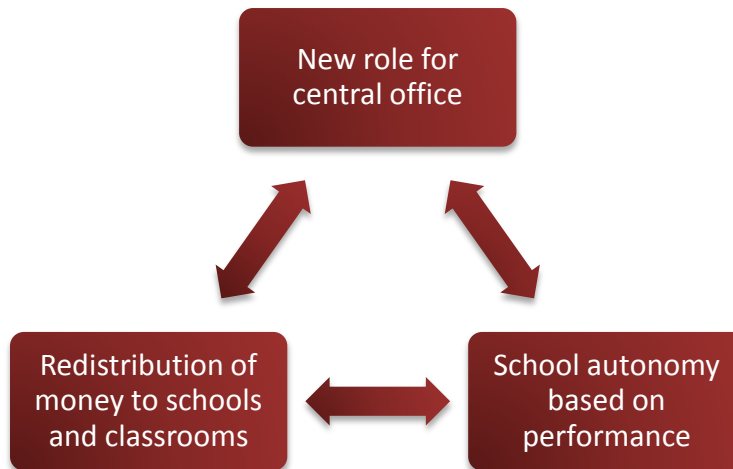 New role for
central office
Redistribution of
money to schools
and classrooms
School autonomy
based on
performance